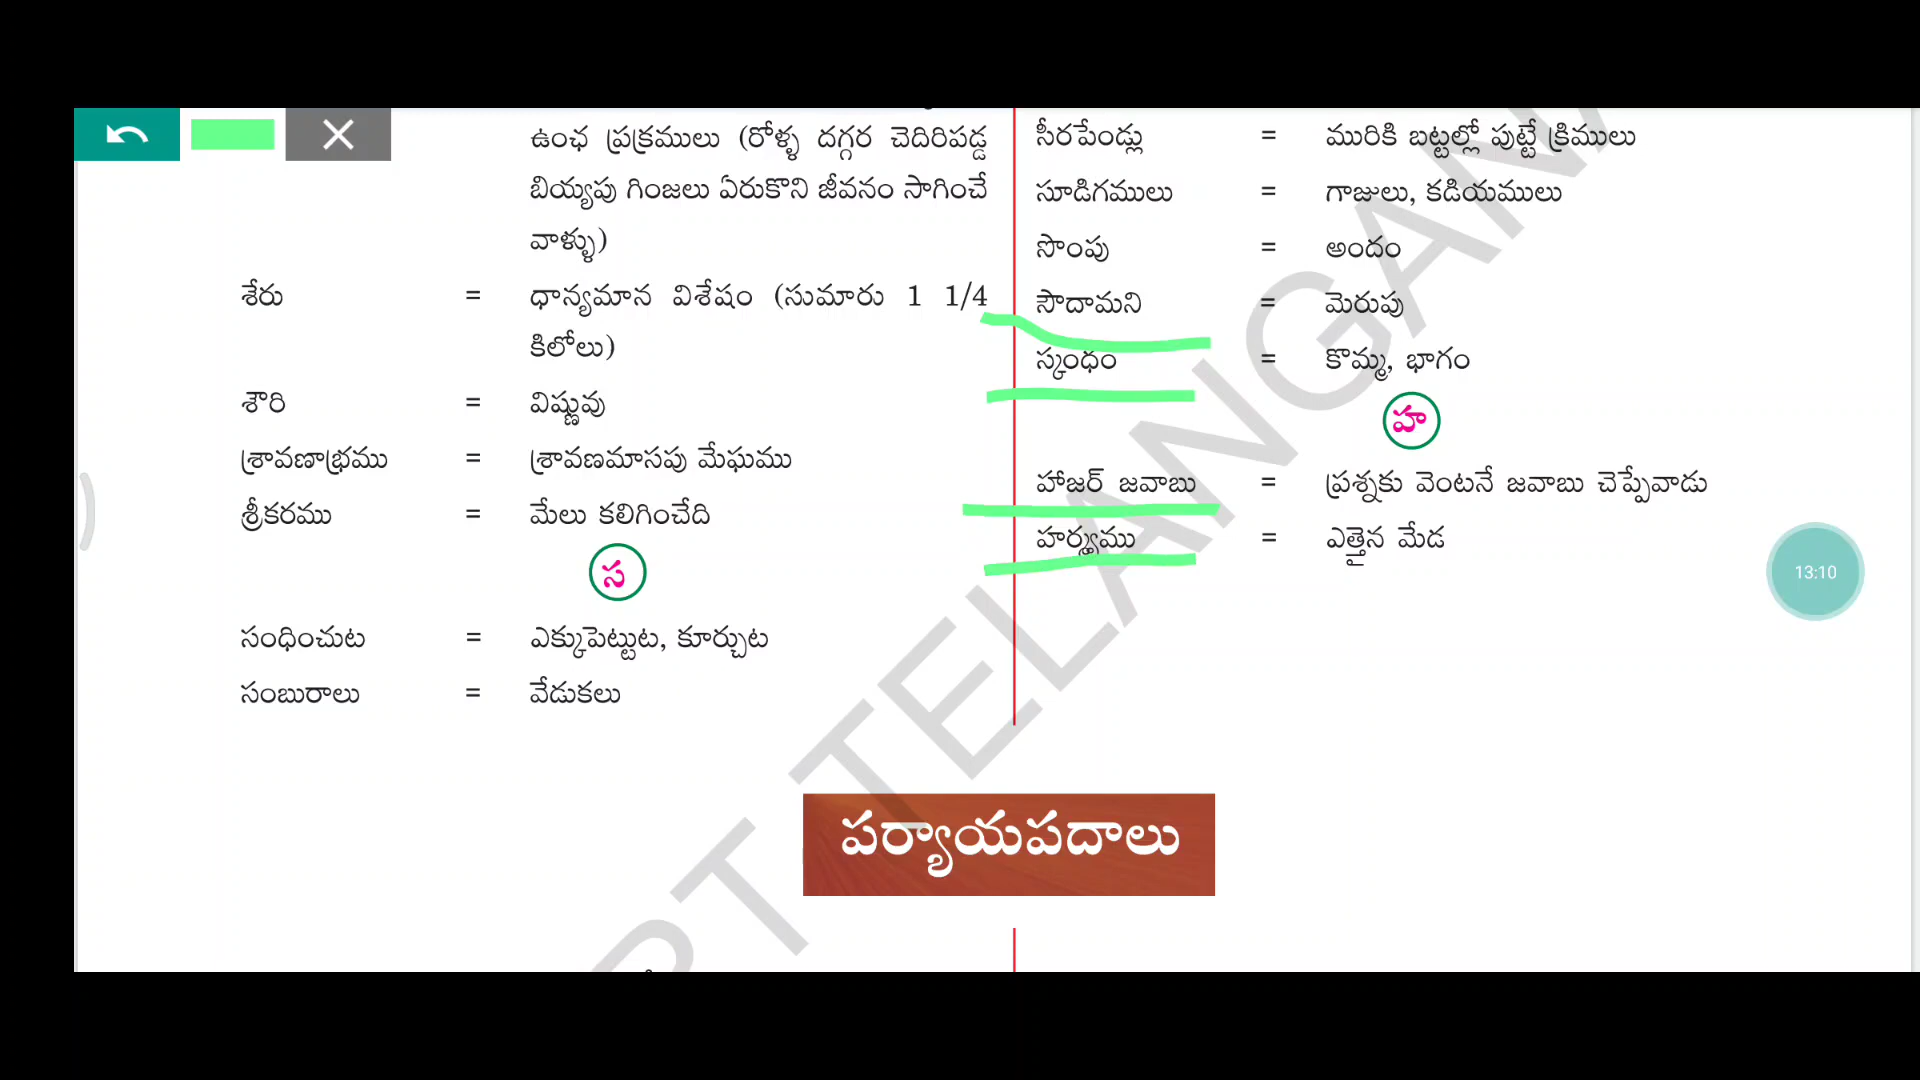 ఉంఛ ప్రక్రములు (రోళ్ళ దగ్గర చెదిరిపడ్డ
బియ్యపు గింజలు ఏరుకొని జీవనం సాగించే
వాళ్ళు)
శేరు = ధాన్యమాన విశేషం (సుమారు 1 1/4
కిలోలు)
శౌరి = విష్ణువు
శ్రావణాభ్రము = శ్రావణమాసపు మేఘము
శ్రీకరము = మేలు కలిగించేది
స
సంధించుట = ఎక్కుపెట్టుట, కూర్చుట
సంబురాలు = వేడుకలు
సీరపేండ్లు = మురికి బట్టల్లో పుట్టే క్రిములు
సూడిగములు = గాజులు, కడియములు
సొంపు = అందం
సౌదామని = మెరుపు
స్కంధం = కొమ్మ, భాగం
హ
హాజర్ జవాబు = ప్రశ్నకు వెంటనే జవాబు చెప్పేవాడు
హర్మ్యము = ఎత్తైన మేడ
13:10
పర్యాయపదాలు
RT TELANGANA